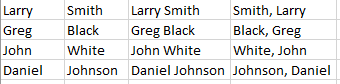 Larry Smith Larry Smith Smith, Larry
Greg Black Greg Black Black, Greg
John White John White White, John
Daniel Johnson Daniel Johnson Johnson, Daniel